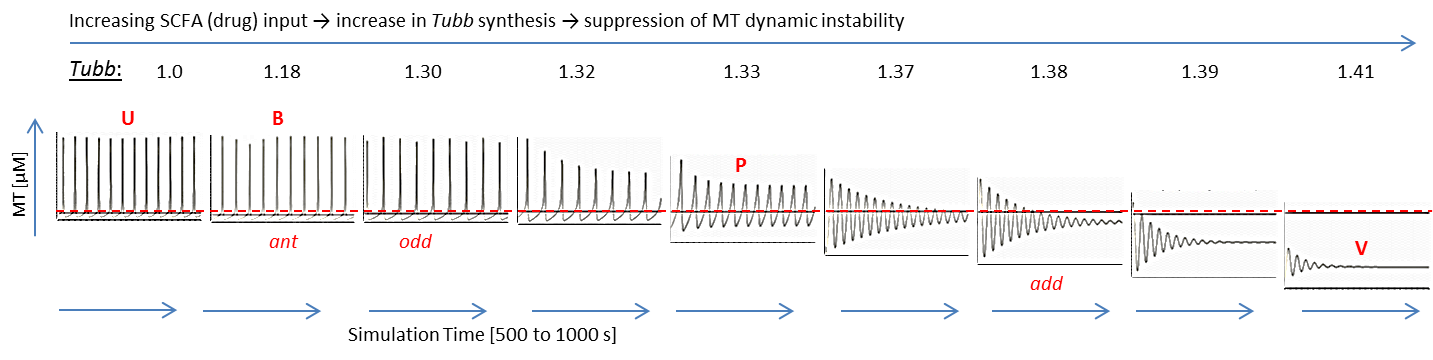 Increasing SCFA (drug) input → increase in Tubb synthesis → suppression of MT dynamic instability
Tubb: 1.0 1.18 1.30 1.32 1.33 1.37 1.38 1.39 1.41
U B P V
MT [µM]
ant odd add
Simulation Time [500 to 1000 s]